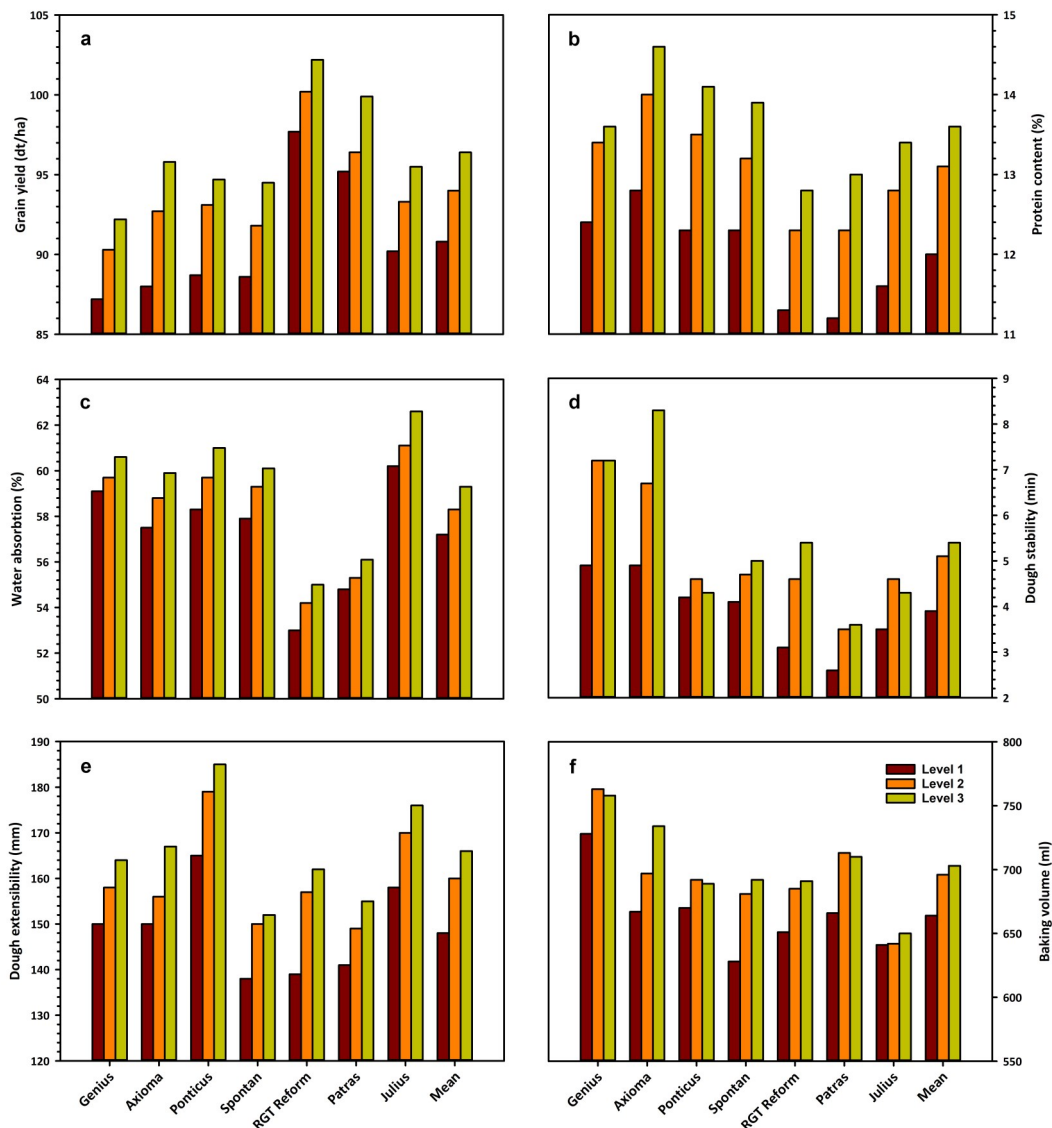 a
Grain yield (dt/ha)
105
100
95
90
85
b
Protein content (%)
15
14
13
12
11
c
Water absorbtion (%)
64
62
60
58
56
54
52
50
d
Dough stability (min)
9
8
7
6
5
4
3
2
e
Dough extensibility (mm)
190
180
170
160
150
140
130
120
Genius
Axioma
Ponticus
Spontan
RGT Reform
Patras
Julius
Mean
f
Level 1
Level 2
Level 3
Baking volume (ml)
800
750
700
650
600
550
Genius
Axioma
Ponticus
Spontan
RGT Reform
Patras
Julius
Mean